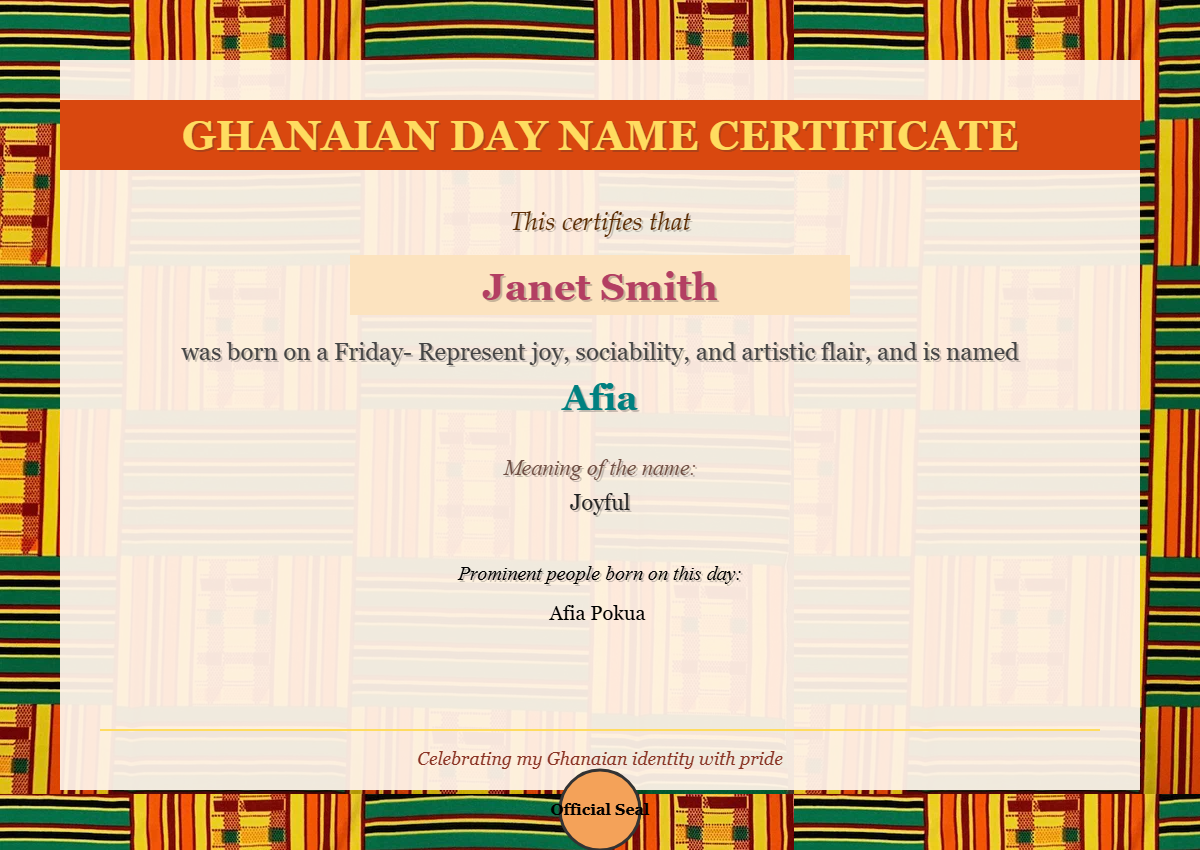 GHANAIAN DAY NAME CERTIFICATE
This certifies that
Janet Smith
was born on a Friday- Represent joy, sociability, and artistic flair, and is named
Afia
Meaning of the name:
Joyful
Prominent people born on this day:
Afia Pokua
Celebrating my Ghanaian identity with pride
Official Seal